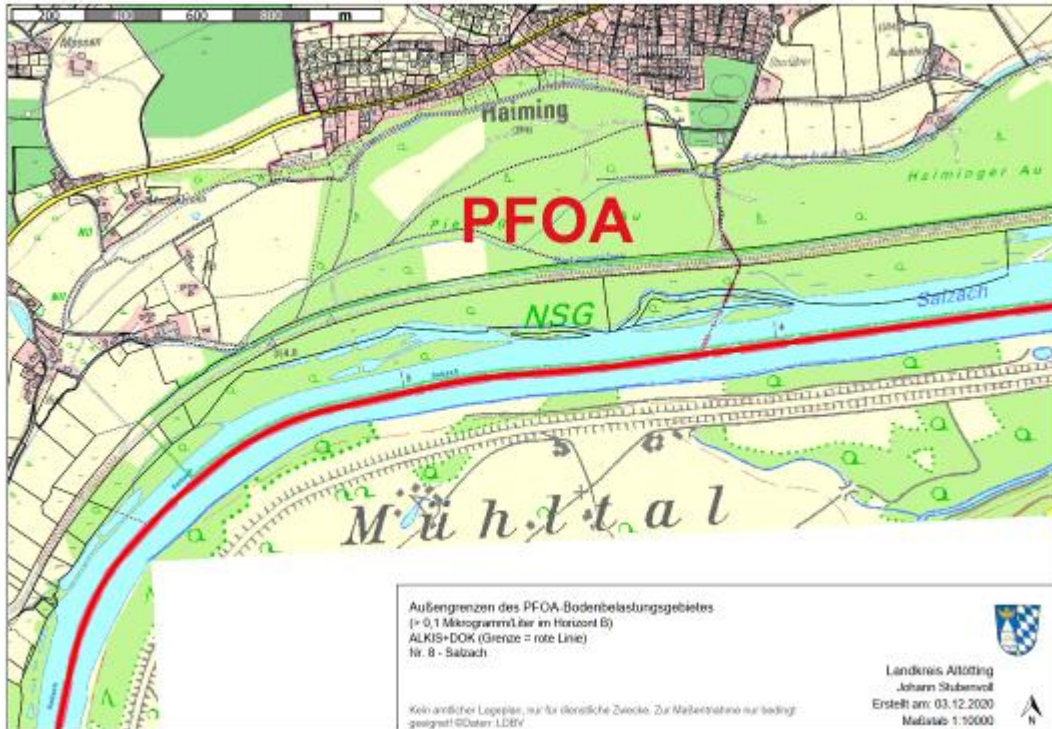 200 400 600 800 m
Haiming
Haiminger Au
PFOA
NSG
Salzach
Mühltal
Außengrenzen des PFOA-Bodenbelastungsgebietes
(> 0,1 Mikrogramm/Liter im Horizont B)
ALKIS+DOK (Grenze = rote Linie)
Nr. 8 - Salzach
Landkreis Altötting
Johann Stubenvoll
Erstellt am: 03.12.2020
Maßstab 1:10000
N
Kein amtlicher Lageplan, nur für dienstliche Zwecke. Zur Maßentnahme nur bedingt
geeignet! ©Daten: LDBV